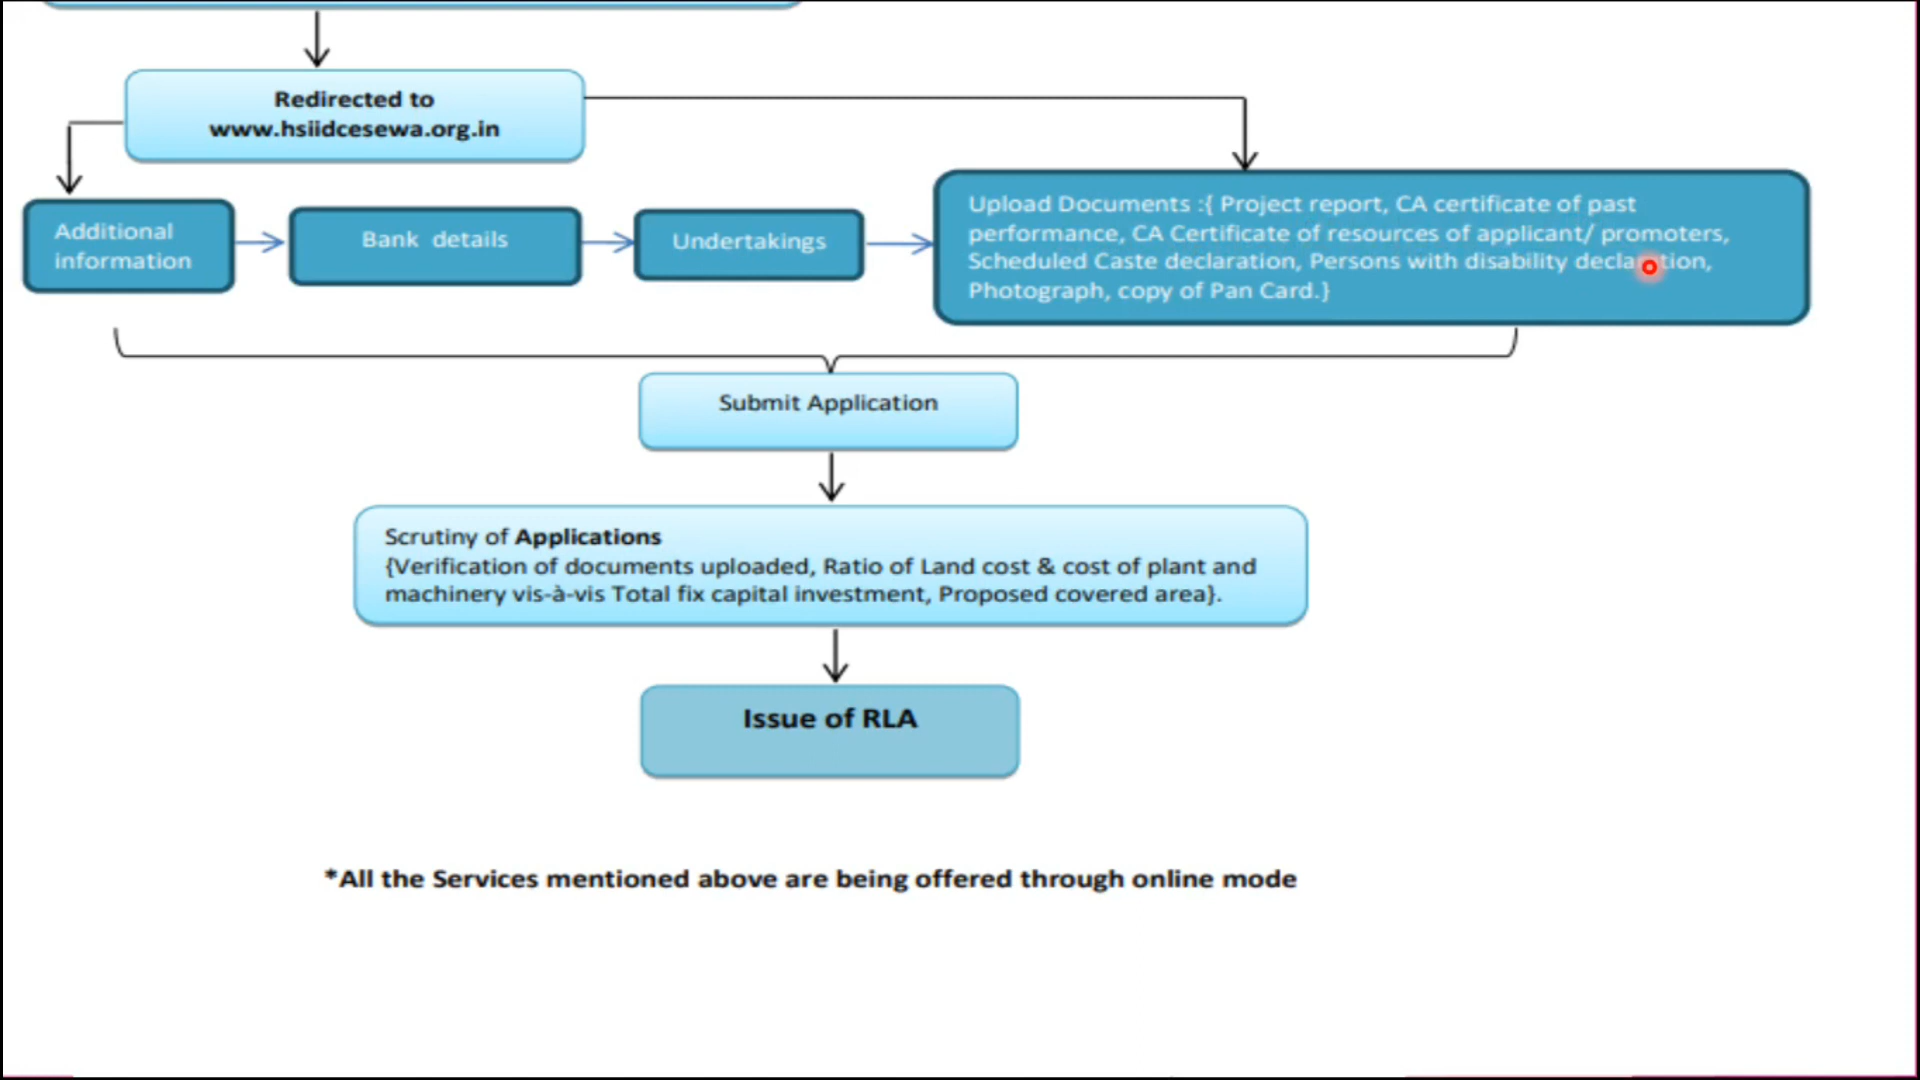 Redirected to
www.hsiidcesewa.org.in
Additional
information
Bank details
Undertakings
Upload Documents :{ Project report, CA certificate of past
performance, CA Certificate of resources of applicant/ promoters,
Scheduled Caste declaration, Persons with disability declaration,
Photograph, copy of Pan Card.}
Submit Application
Scrutiny of Applications
{Verification of documents uploaded, Ratio of Land cost & cost of plant and
machinery vis-à-vis Total fix capital investment, Proposed covered area}.
Issue of RLA
*All the Services mentioned above are being offered through online mode